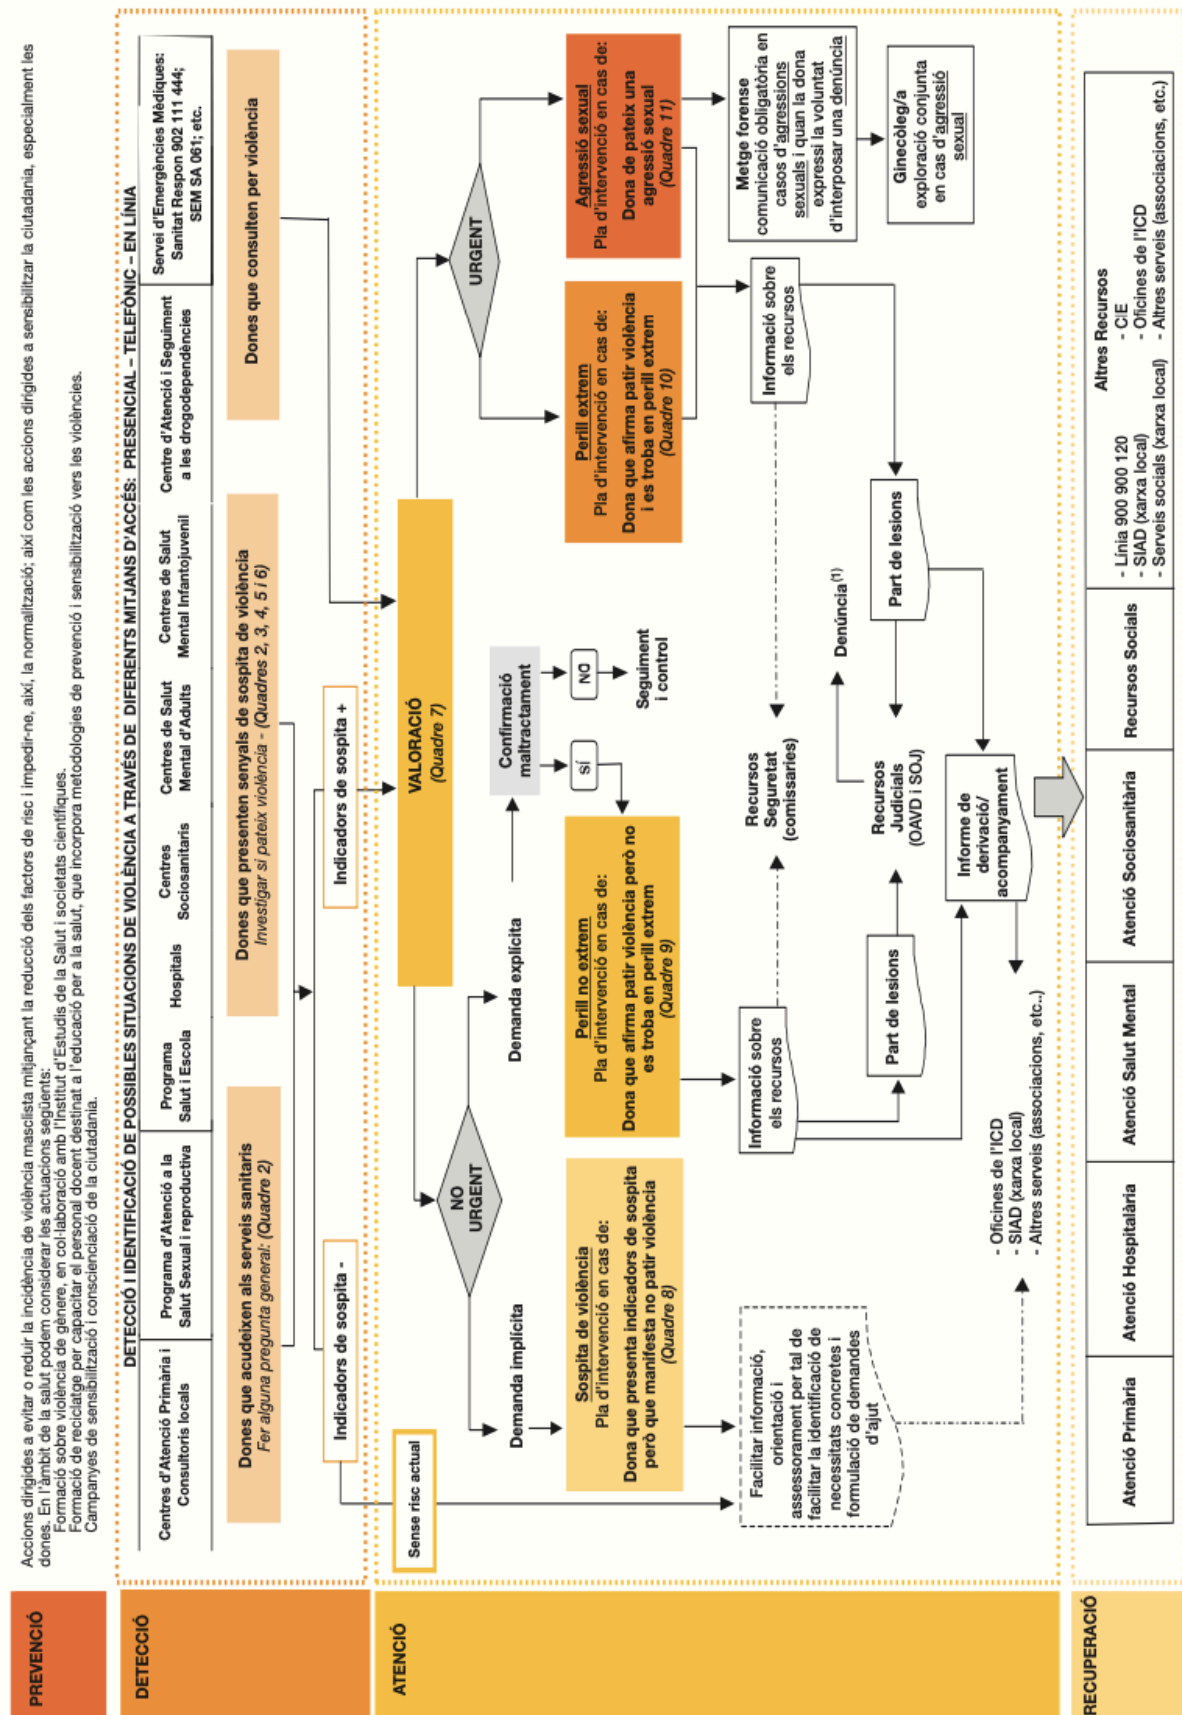 PREVENCIÓ
Accions dirigides a evitar o reduir la incidència de violència masclista mitjançant la reducció dels factors de risc i impedir-ne, així, la normalització; així com les accions dirigides a sensibilitzar la ciutadania, especialment les
dones. En l'àmbit de la salut podem considerar les actuacions següents:
Formació sobre violència de gènere, en col·laboració amb l'Institut d'Estudis de la Salut i societats científiques.
Formació de reciclatge per capacitar el personal docent destinat a l'educació per a la salut, que incorpora metodologies de prevenció i sensibilització vers les violències.
Campanyes de sensibilització i conscienciació de la ciutadania.
DETECCIÓ
DETECCIÓ I IDENTIFICACIÓ DE POSSIBLES SITUACIONS DE VIOLÈNCIA A TRAVÉS DE DIFERENTS MITJANS D'ACCÉS: PRESENCIAL – TELEFÒNIC – EN LÍNIA
Centres d'Atenció Primària i
Consultoris locals
Programa d'Atenció a la
Salut Sexual i reproductiva
Programa
Salut i Escola
Hospitals
Centres
Sociosanitaris
Centres de Salut
Mental d'Adults
Centres de Salut
Mental Infantojuvenil
Centre d'Atenció i Seguiment
a les drogodependències
Servei d'Emergències Mèdiques:
Sanitat Respon 902 111 444;
SEM SA 061; etc.
Dones que acudeixen als serveis sanitaris
Fer alguna pregunta general: (Quadre 2)
Dones que presenten senyals de sospita de violència
Investigar si pateix violència - (Quadres 2, 3, 4, 5 i 6)
Dones que consulten per violència
Indicadors de sospita -
Indicadors de sospita +
ATENCIÓ
Sense risc actual
VALORACIÓ
(Quadre 7)
NO
URGENT
URGENT
Demanda implícita
Demanda explícita
Confirmació
maltractament
SÍ
NO
Seguiment
i control
Sospita de violència
Pla d'intervenció en cas de:
Dona que presenta indicadors de sospita
però que manifesta no patir violència
(Quadre 8)
Perill no extrem
Pla d'intervenció en cas de:
Dona que afirma patir violència però no
es troba en perill extrem
(Quadre 9)
Perill extrem
Pla d'intervenció en cas de:
Dona que afirma patir violència
i es troba en perill extrem
(Quadre 10)
Agressió sexual
Pla d'intervenció en cas de:
Dona de pateix una
agressió sexual
(Quadre 11)
Facilitar informació,
orientació i
assessorament per tal de
facilitar la identificació de
necessitats concretes i
formulació de demandes
d'ajut
Informació sobre
els recursos
Recursos
Seguretat
(comissaries)
Informació sobre
els recursos
Metge forense
comunicació obligatòria en
casos d'agressions
sexuals i quan la dona
expressi la voluntat
d'interposar una denúncia
Ginecòleg/a
exploració conjunta
en cas d'agressió
sexual
Part de lesions
Recursos
Judicials
(OAVD i SOJ)
Denúncia(1)
Part de lesions
Informe de
derivació/
acompanyament
- Oficines de l'ICD
- SIAD (xarxa local)
- Altres serveis (associacions, etc..)
RECUPERACIÓ
Atenció Primària
Atenció Hospitalària
Atenció Salut Mental
Atenció Sociosanitària
Recursos Socials
Altres Recursos
- Línia 900 900 120
- SIAD (xarxa local)
- Serveis socials (xarxa local)
- CIE
- Oficines de l'ICD
- Altres serveis (associacions, etc.)